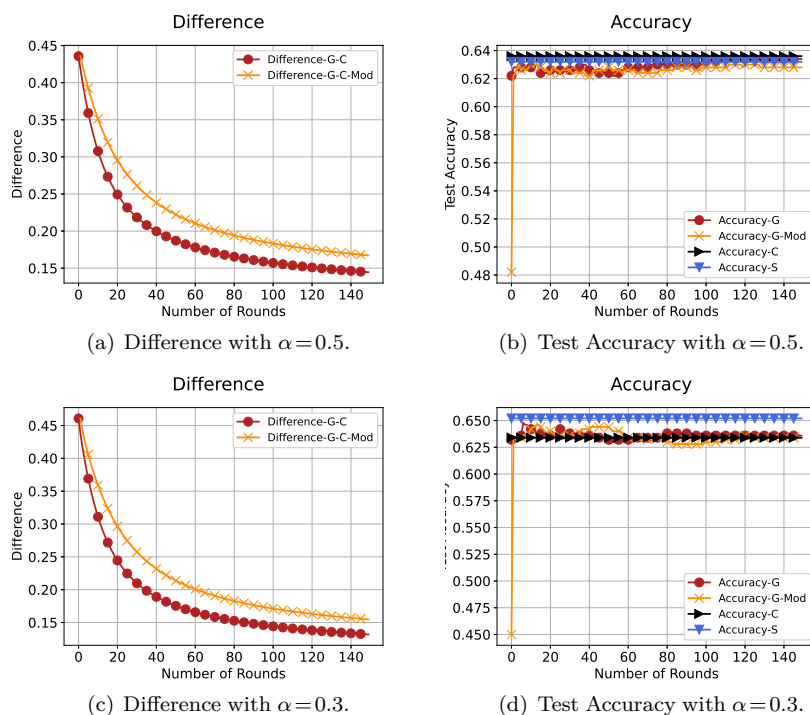 Difference
0.45
0.40
0.35
0.30
0.25
0.20
0.15
Difference
Difference-G-C
Difference-G-C-Mod
0 20 40 60 80 100 120 140
Number of Rounds
(a) Difference with α=0.5.
Accuracy
0.64
0.62
0.60
0.58
0.56
0.54
0.52
0.50
0.48
Test Accuracy
Accuracy-G
Accuracy-G-Mod
Accuracy-C
Accuracy-S
0 20 40 60 80 100 120 140
Number of Rounds
(b) Test Accuracy with α=0.5.
Difference
0.45
0.40
0.35
0.30
0.25
0.20
0.15
Difference
Difference-G-C
Difference-G-C-Mod
0 20 40 60 80 100 120 140
Number of Rounds
(c) Difference with α=0.3.
Accuracy
0.650
0.625
0.600
0.575
0.550
0.525
0.500
0.475
0.450
Accuracy-G
Accuracy-G-Mod
Accuracy-C
Accuracy-S
0 20 40 60 80 100 120 140
Number of Rounds
(d) Test Accuracy with α=0.3.